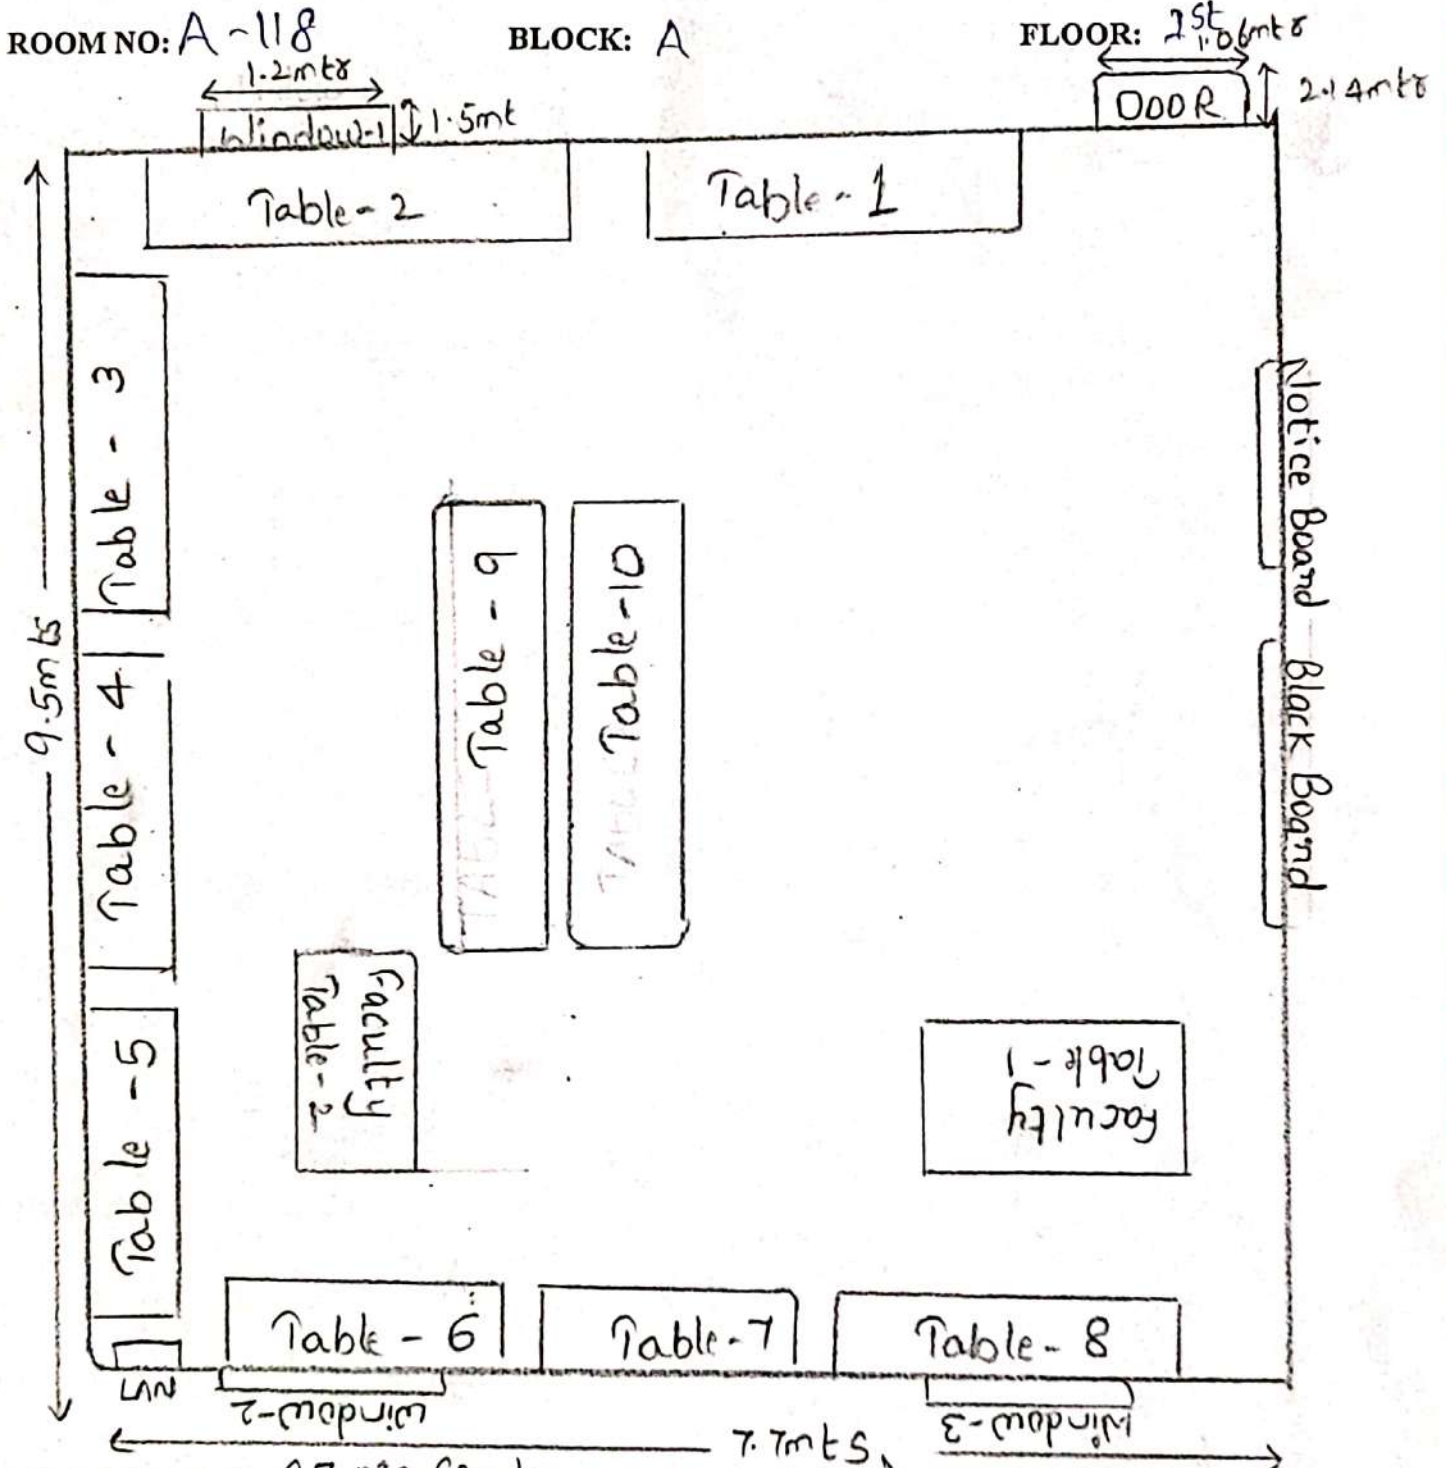 ROOM NO: A-118 BLOCK: A FLOOR: 1st
1.06mtr
1.2mtr
2.14mtr
DOOR
1.5mt
Window-1
Table-2 Table-1
Table-3
Notice Board
Table-9
Table-10
9.5mts
Table-4
Black Board
Faculty
Table-2
Faculty
Table-1
Table-5
Table-6 Table-7 Table-8
LAN
Window-2
Window-3
7.7mts